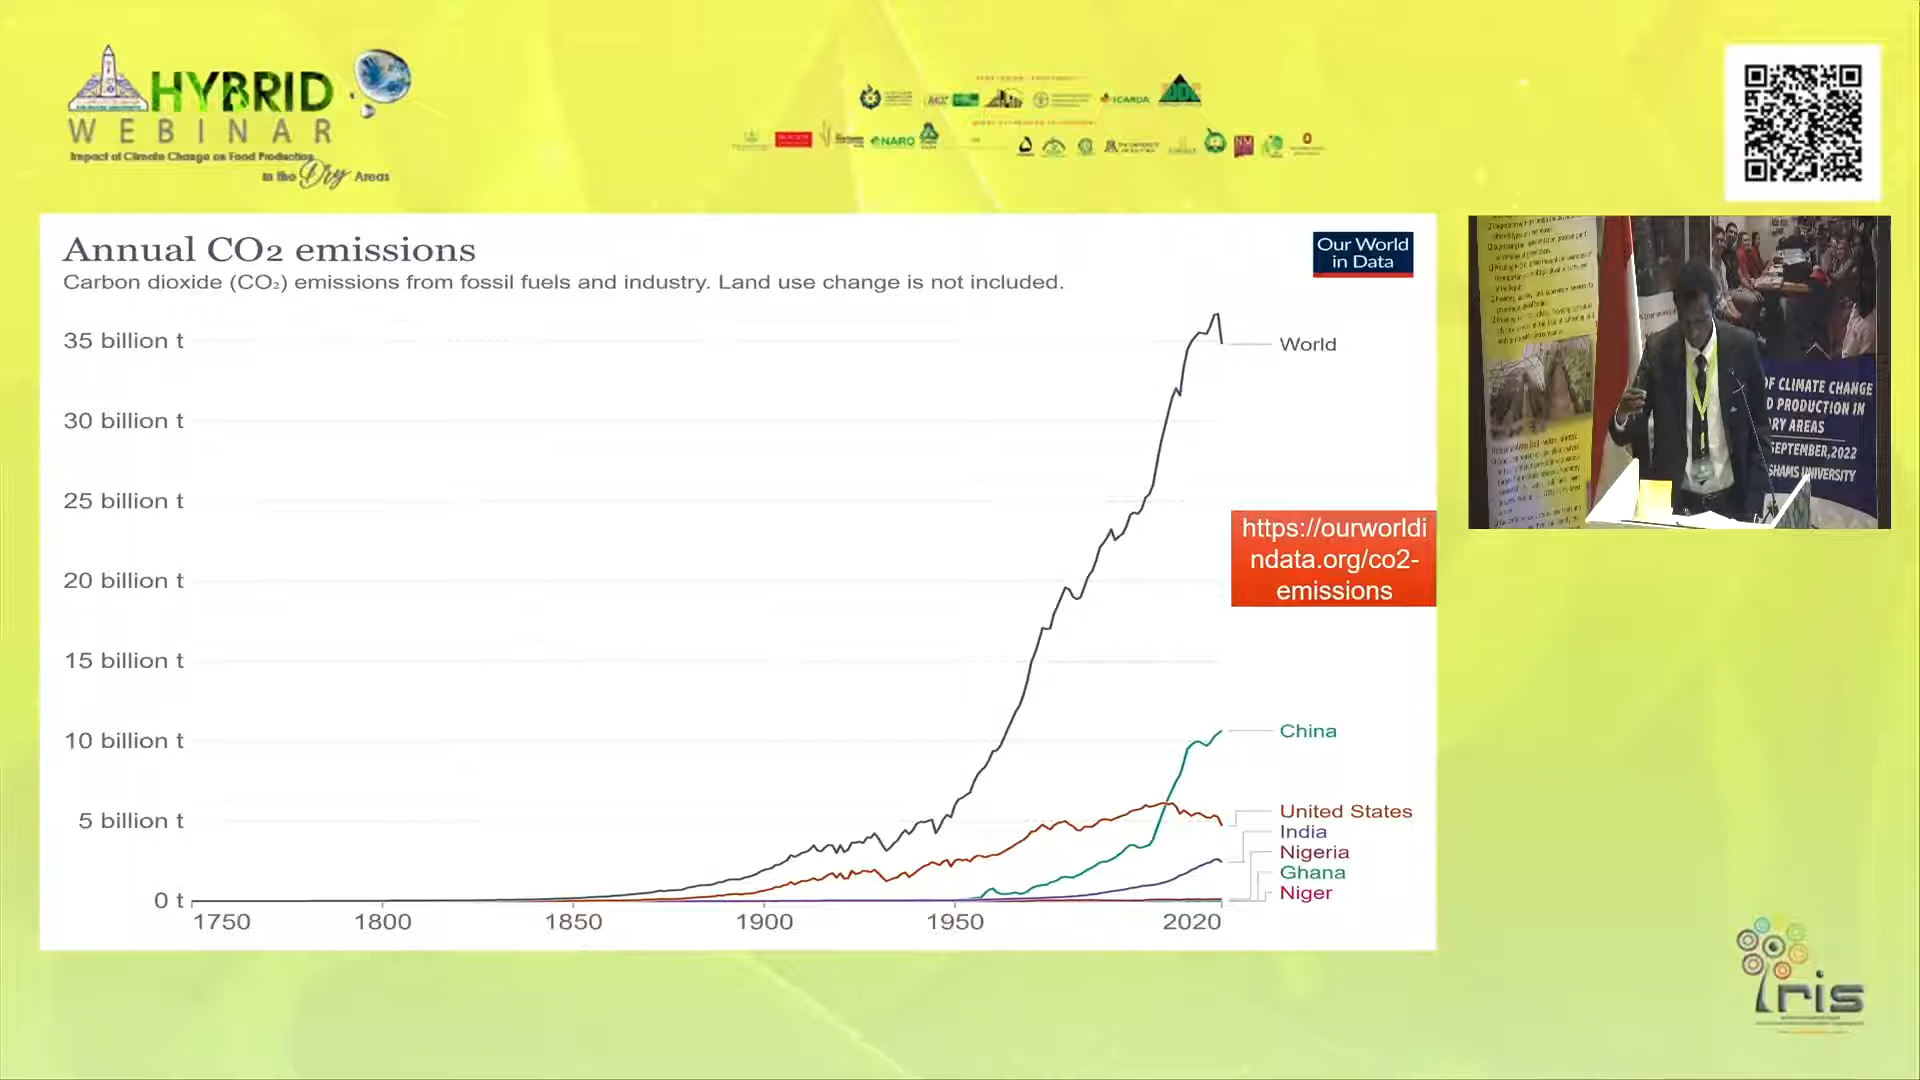 HYBRID
WEBINAR
Impact of Climate Change on Food Production
in the Dry Areas
ICARDA
NARO
Annual CO2 emissions
Carbon dioxide (CO₂) emissions from fossil fuels and industry. Land use change is not included.
Our World
in Data
35 billion t
30 billion t
25 billion t
20 billion t
15 billion t
10 billion t
5 billion t
0 t
1750
1800
1850
1900
1950
2020
World
China
United States
India
Nigeria
Ghana
Niger
https://ourworldi
ndata.org/co2-
emissions
OF CLIMATE CHANGE
D PRODUCTION IN
RY AREAS
SEPTEMBER,2022
SHAMS UNIVERSITY
Iris